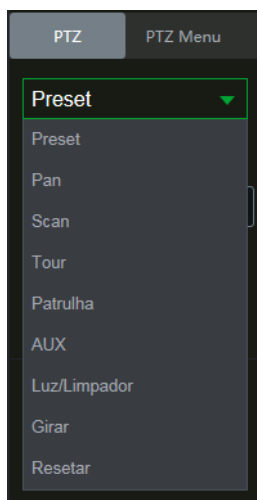 PTZ PTZ Menu
Preset
Preset
Pan
Scan
Tour
Patrulha
AUX
Luz/Limpador
Girar
Resetar